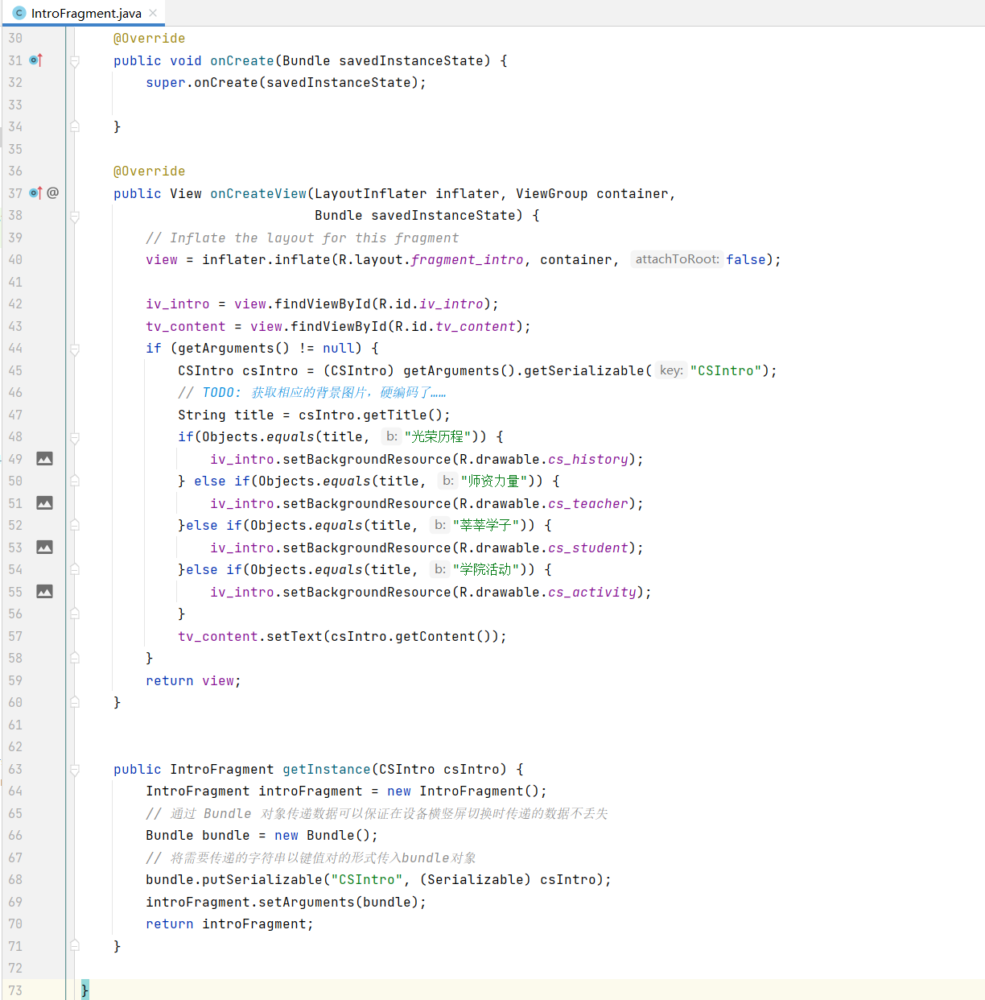 IntroFragment.java
30 @Override
31 public void onCreate(Bundle savedInstanceState) {
32 super.onCreate(savedInstanceState);
33
34 }
35
36 @Override
37 @ public View onCreateView(LayoutInflater inflater, ViewGroup container,
38 Bundle savedInstanceState) {
39 // Inflate the layout for this fragment
40 view = inflater.inflate(R.layout.fragment_intro, container, attachToRoot: false);
41
42 iv_intro = view.findViewById(R.id.iv_intro);
43 tv_content = view.findViewById(R.id.tv_content);
44 if (getArguments() != null) {
45 CSIntro csIntro = (CSIntro) getArguments().getSerializable( key: "CSIntro");
46 // TODO: 获取相应的背景图片，硬编码了……
47 String title = csIntro.getTitle();
48 if(Objects.equals(title, b: "光荣历程")) {
49 iv_intro.setBackgroundResource(R.drawable.cs_history);
50 } else if(Objects.equals(title, b: "师资力量")) {
51 iv_intro.setBackgroundResource(R.drawable.cs_teacher);
52 }else if(Objects.equals(title, b: "莘莘学子")) {
53 iv_intro.setBackgroundResource(R.drawable.cs_student);
54 }else if(Objects.equals(title, b: "学院活动")) {
55 iv_intro.setBackgroundResource(R.drawable.cs_activity);
56 }
57 tv_content.setText(csIntro.getContent());
58 }
59 return view;
60 }
61
62
63 public IntroFragment getInstance(CSIntro csIntro) {
64 IntroFragment introFragment = new IntroFragment();
65 // 通过 Bundle 对象传递数据可以保证在设备横竖屏切换时传递的数据不丢失
66 Bundle bundle = new Bundle();
67 // 将需要传递的字符串以键值对的形式传入bundle对象
68 bundle.putSerializable("CSIntro", (Serializable) csIntro);
69 introFragment.setArguments(bundle);
70 return introFragment;
71 }
72
73 }